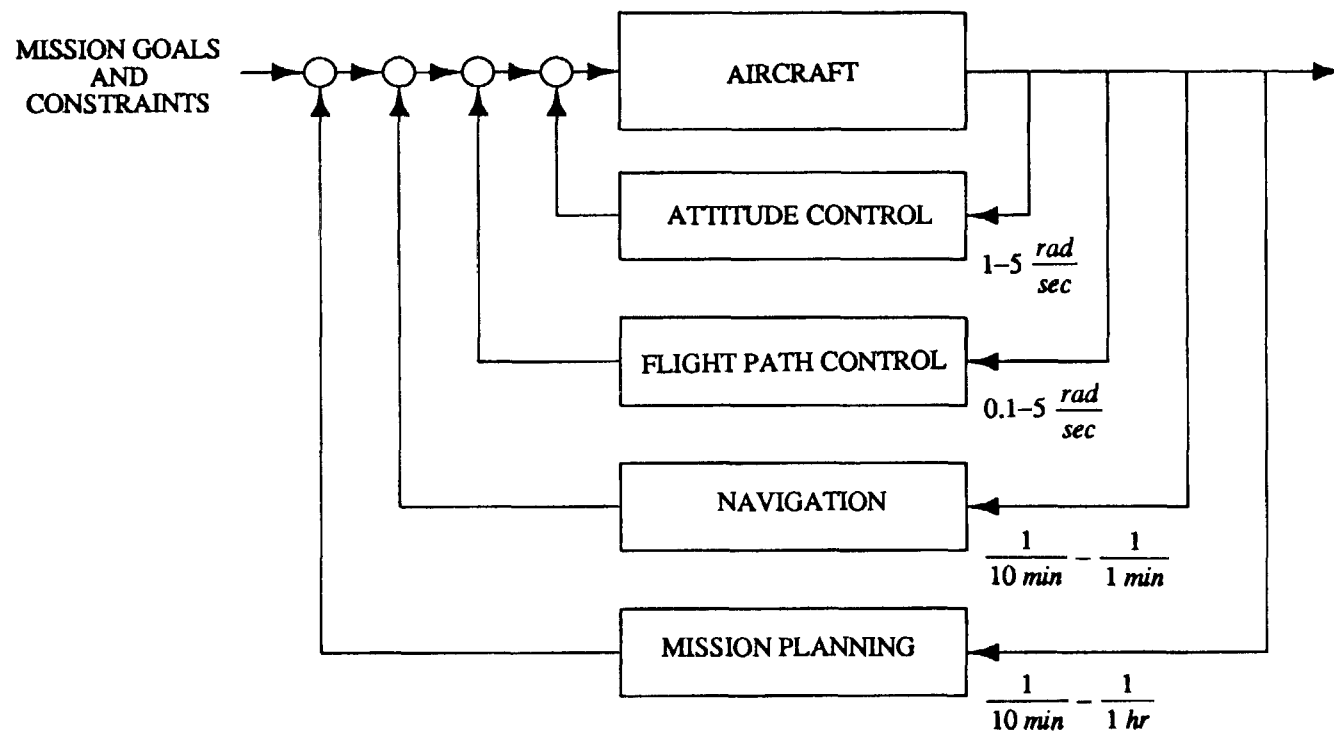 MISSION GOALS
AND
CONSTRAINTS
AIRCRAFT
ATTITUDE CONTROL
1–5 rad/sec
FLIGHT PATH CONTROL
0.1–5 rad/sec
NAVIGATION
1/10 min – 1/1 min
MISSION PLANNING
1/10 min – 1/1 hr